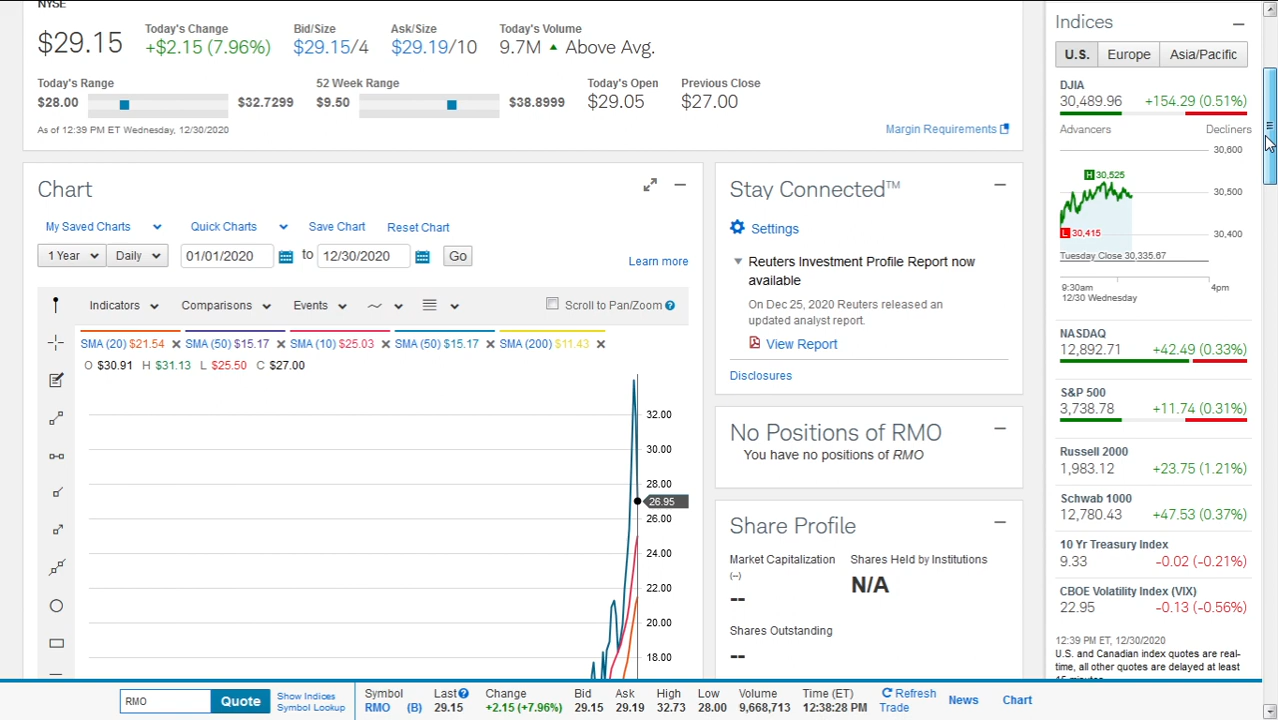 NYSE
$29.15
Today's Change
+$2.15 (7.96%)
Bid/Size
$29.15/4
Ask/Size
$29.19/10
Today's Volume
9.7M ▲ Above Avg.
Today's Range
$28.00 $32.7299
52 Week Range
$9.50 $38.8999
Today's Open
$29.05
Previous Close
$27.00
As of 12:39 PM ET Wednesday, 12/30/2020
Margin Requirements
Chart
My Saved Charts Quick Charts Save Chart Reset Chart
1 Year Daily 01/01/2020 to 12/30/2020 Go
Learn more
Indicators Comparisons Events Scroll to Pan/Zoom
SMA (20) $21.54 SMA (50) $15.17 SMA (10) $25.03 SMA (50) $15.17 SMA (200) $11.43
O $30.91 H $31.13 L $25.50 C $27.00
32.00
30.00
28.00
26.95
26.00
24.00
22.00
20.00
18.00
Stay Connected™
Settings
Reuters Investment Profile Report now
available
On Dec 25, 2020 Reuters released an
updated analyst report.
View Report
Disclosures
No Positions of RMO
You have no positions of RMO
Share Profile
Market Capitalization
(--)
--
Shares Held by Institutions
N/A
Shares Outstanding
--
Indices
U.S. Europe Asia/Pacific
DJIA
30,489.96 +154.29 (0.51%)
Advancers Decliners
30,600
H 30,525
30,500
L 30,415
30,400
Tuesday Close 30,335.67
9:30am 4pm
12/30 Wednesday
NASDAQ
12,892.71 +42.49 (0.33%)
S&P 500
3,738.78 +11.74 (0.31%)
Russell 2000
1,983.12 +23.75 (1.21%)
Schwab 1000
12,780.43 +47.53 (0.37%)
10 Yr Treasury Index
9.33 -0.02 (-0.21%)
CBOE Volatility Index (VIX)
22.95 -0.13 (-0.56%)
12:39 PM ET, 12/30/2020
U.S. and Canadian index quotes are real-
time, all other quotes are delayed at least
RMO Quote
Show Indices
Symbol Lookup
Symbol Last Change Bid Ask High Low Volume Time (ET)
RMO (B) 29.15 +2.15 (+7.96%) 29.15 29.19 32.73 28.00 9,668,713 12:38:28 PM
Refresh
Trade
News
Chart